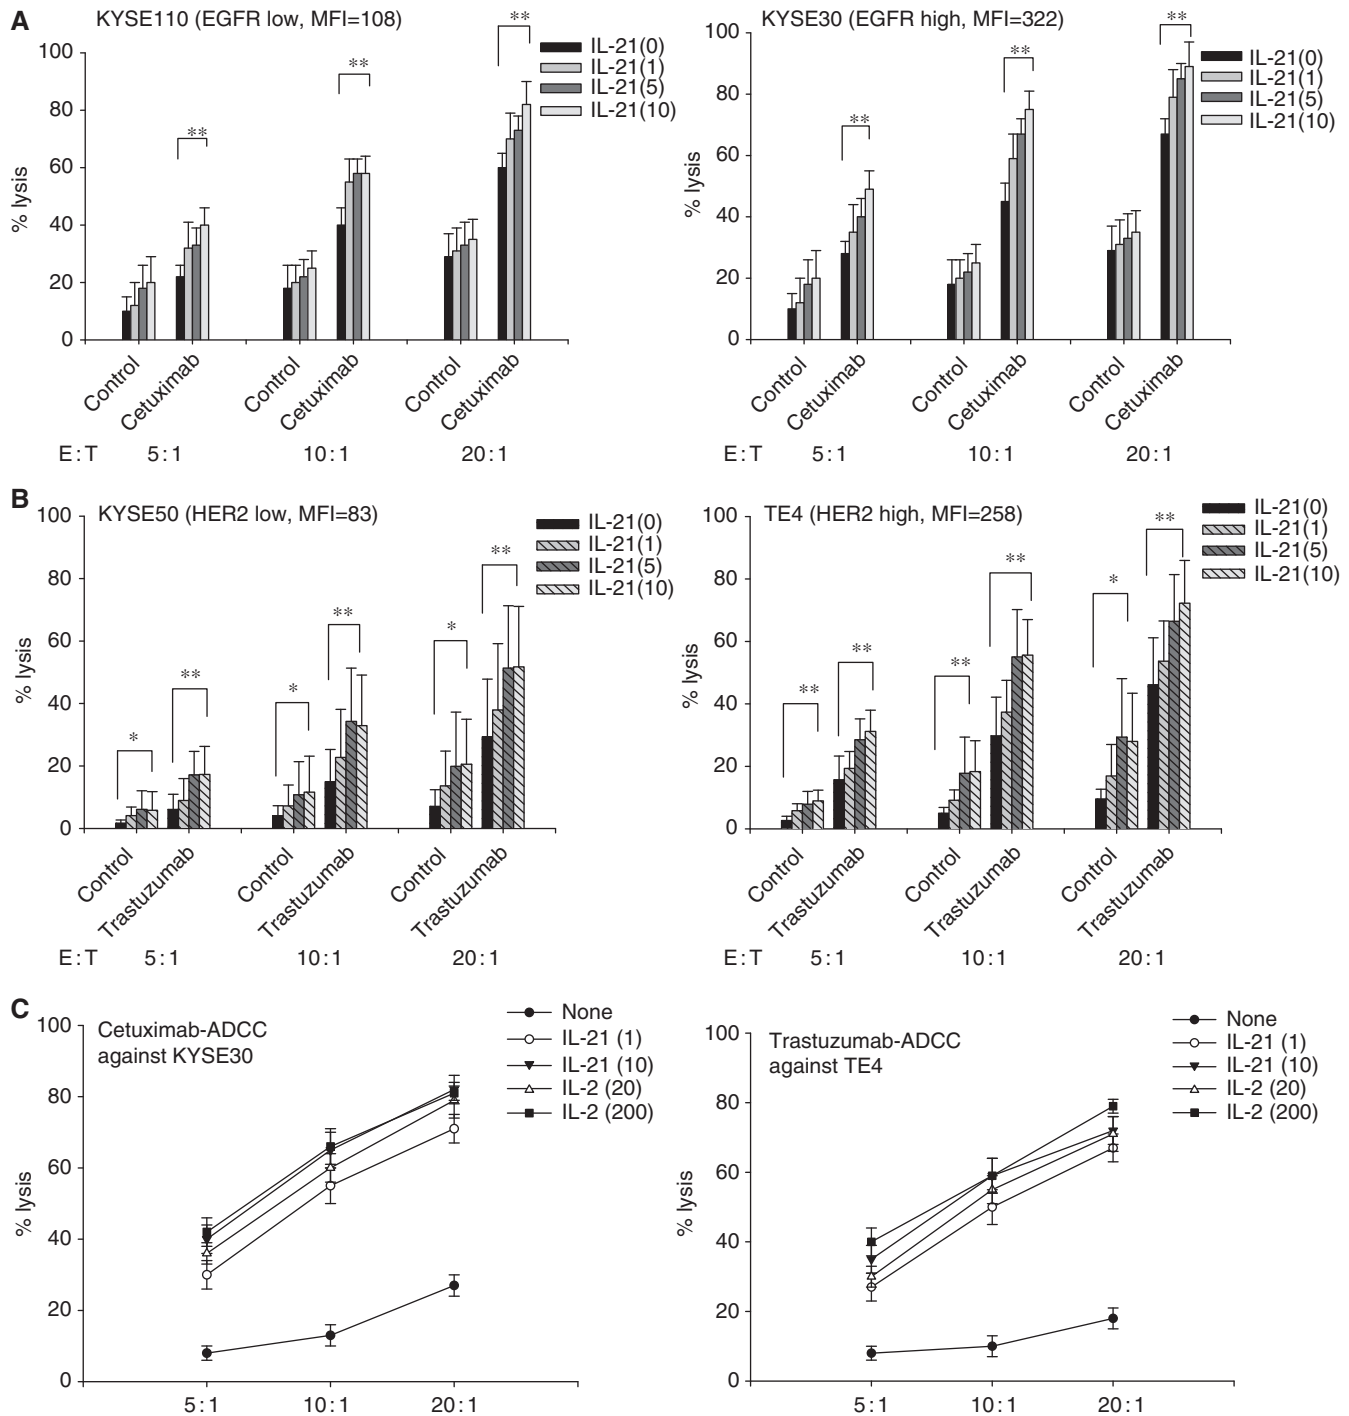 A
KYSE110 (EGFR low, MFI=108)
% lysis
100
80
60
40
20
0
**
**
**
IL-21(0)
IL-21(1)
IL-21(5)
IL-21(10)
Control
Cetuximab
Control
Cetuximab
Control
Cetuximab
E:T 5:1 10:1 20:1
KYSE30 (EGFR high, MFI=322)
% lysis
100
80
60
40
20
0
**
**
**
IL-21(0)
IL-21(1)
IL-21(5)
IL-21(10)
Control
Cetuximab
Control
Cetuximab
Control
Cetuximab
E:T 5:1 10:1 20:1
B
KYSE50 (HER2 low, MFI=83)
% lysis
100
80
60
40
20
0
*
**
*
**
*
**
IL-21(0)
IL-21(1)
IL-21(5)
IL-21(10)
Control
Trastuzumab
Control
Trastuzumab
Control
Trastuzumab
E:T 5:1 10:1 20:1
TE4 (HER2 high, MFI=258)
% lysis
100
80
60
40
20
0
**
**
**
**
*
**
IL-21(0)
IL-21(1)
IL-21(5)
IL-21(10)
Control
Trastuzumab
Control
Trastuzumab
Control
Trastuzumab
E:T 5:1 10:1 20:1
C
Cetuximab-ADCC
against KYSE30
% lysis
100
80
60
40
20
0
None
IL-21 (1)
IL-21 (10)
IL-2 (20)
IL-2 (200)
5:1 10:1 20:1
Trastuzumab-ADCC
against TE4
% lysis
100
80
60
40
20
0
None
IL-21 (1)
IL-21 (10)
IL-2 (20)
IL-2 (200)
5:1 10:1 20:1